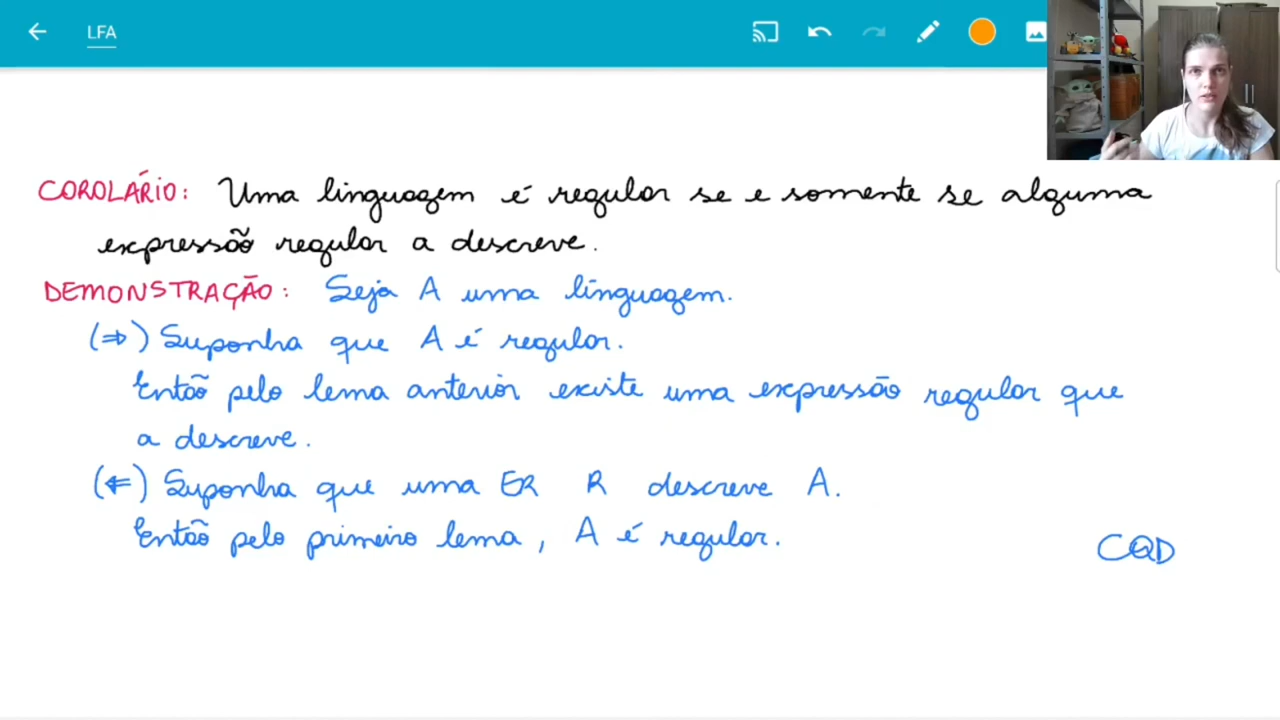 LFA
COROLÁRIO: Uma linguagem é regular se e somente se alguma
expressão regular a descreve.
DEMONSTRAÇÃO: Seja A uma linguagem.
(⇒) Suponha que A é regular.
Então pelo lema anterior existe uma expressão regular que
a descreve.
(⇐) Suponha que uma ER R descreve A.
Então pelo primeiro lema, A é regular.
CQD